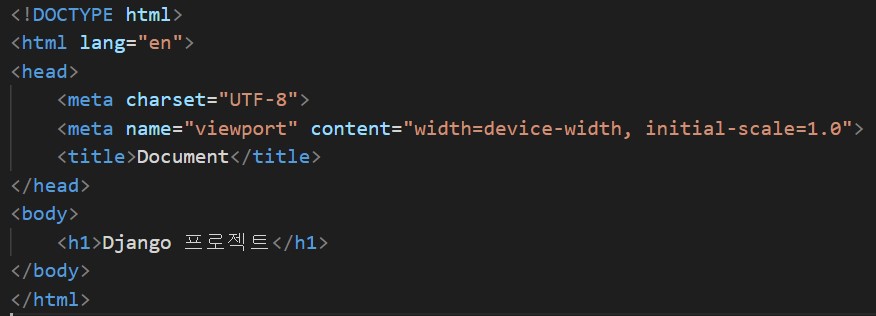 <!DOCTYPE html>
<html lang="en">
<head>
    <meta charset="UTF-8">
    <meta name="viewport" content="width=device-width, initial-scale=1.0">
    <title>Document</title>
</head>
<body>
    <h1>Django 프로젝트</h1>
</body>
</html>